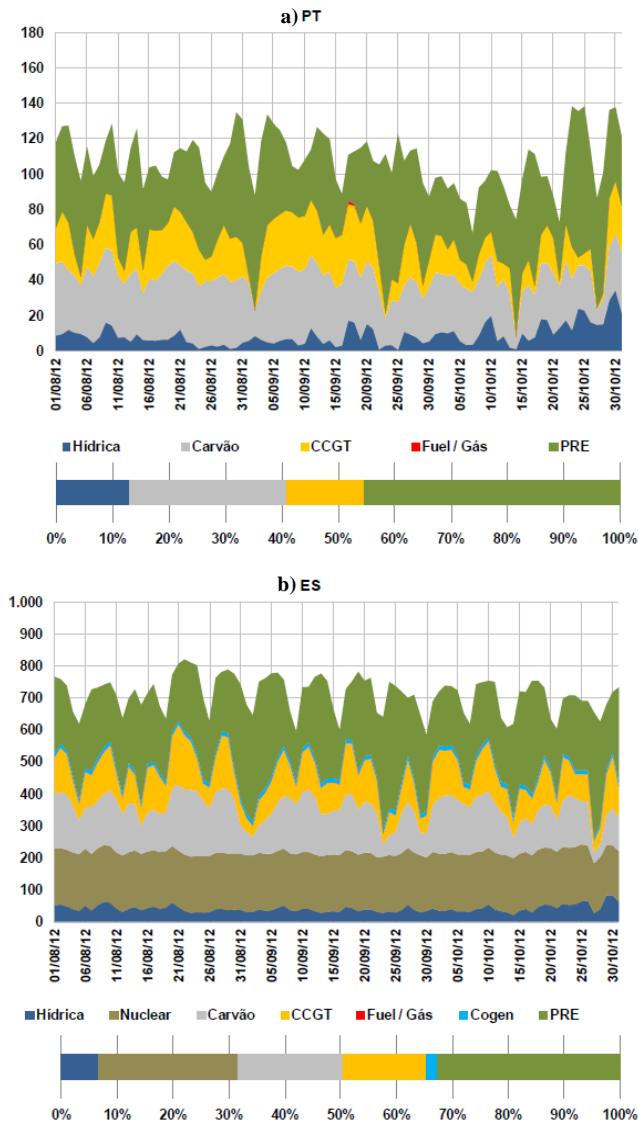 a) PT
180
160
140
120
100
80
60
40
20
0
01/08/12 06/08/12 11/08/12 16/08/12 21/08/12 26/08/12 31/08/12 05/09/12 10/09/12 15/09/12 20/09/12 25/09/12 30/09/12 05/10/12 10/10/12 15/10/12 20/10/12 25/10/12 30/10/12
Hídrica Carvão CCGT Fuel / Gás PRE
0% 10% 20% 30% 40% 50% 60% 70% 80% 90% 100%
b) ES
1.000
900
800
700
600
500
400
300
200
100
0
01/08/12 06/08/12 11/08/12 16/08/12 21/08/12 26/08/12 31/08/12 05/09/12 10/09/12 15/09/12 20/09/12 25/09/12 30/09/12 05/10/12 10/10/12 15/10/12 20/10/12 25/10/12 30/10/12
Hídrica Nuclear Carvão CCGT Fuel / Gás Cogen PRE
0% 10% 20% 30% 40% 50% 60% 70% 80% 90% 100%